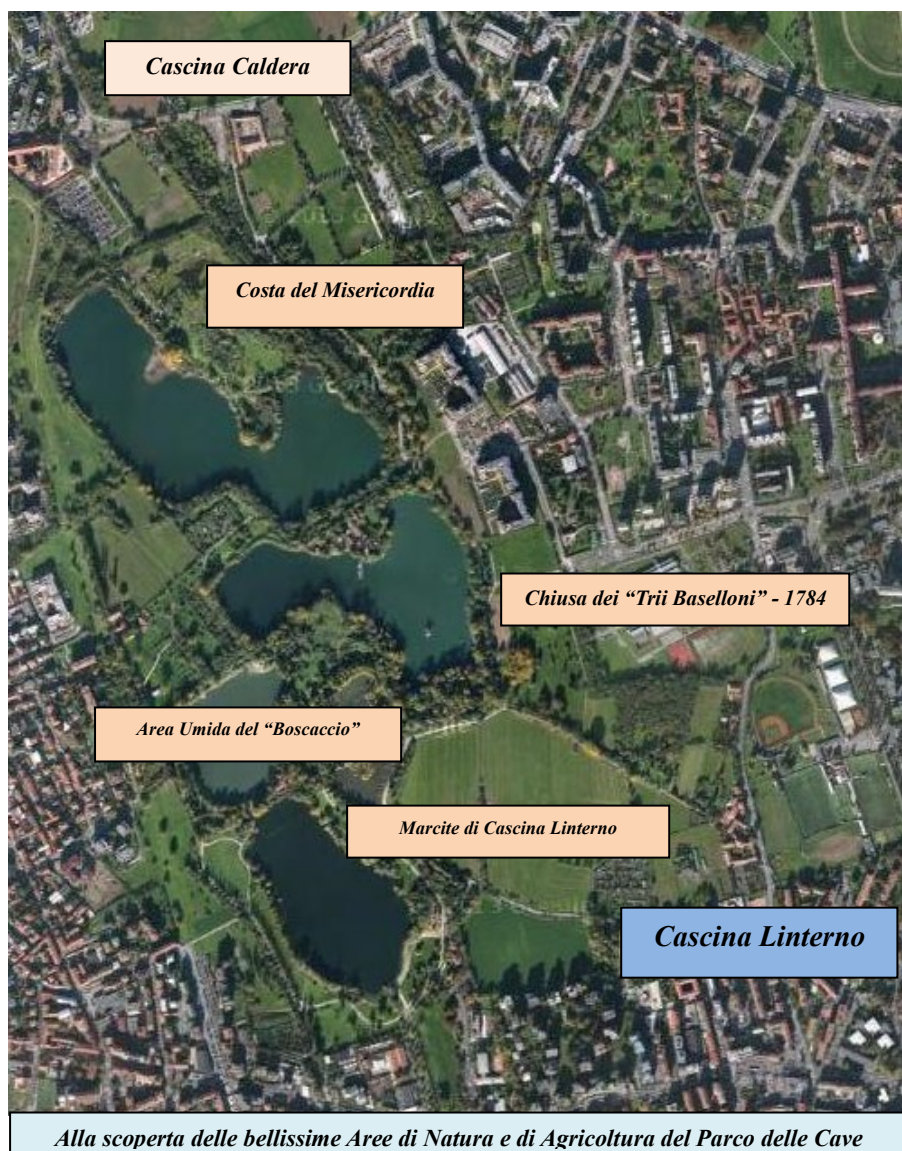 Cascina Caldera
Costa del Misericordia
Chiusa dei “Trii Baselloni” - 1784
Area Umida del “Boscaccio”
Marcite di Cascina Linterno
Cascina Linterno
Alla scoperta delle bellissime Aree di Natura e di Agricoltura del Parco delle Cave